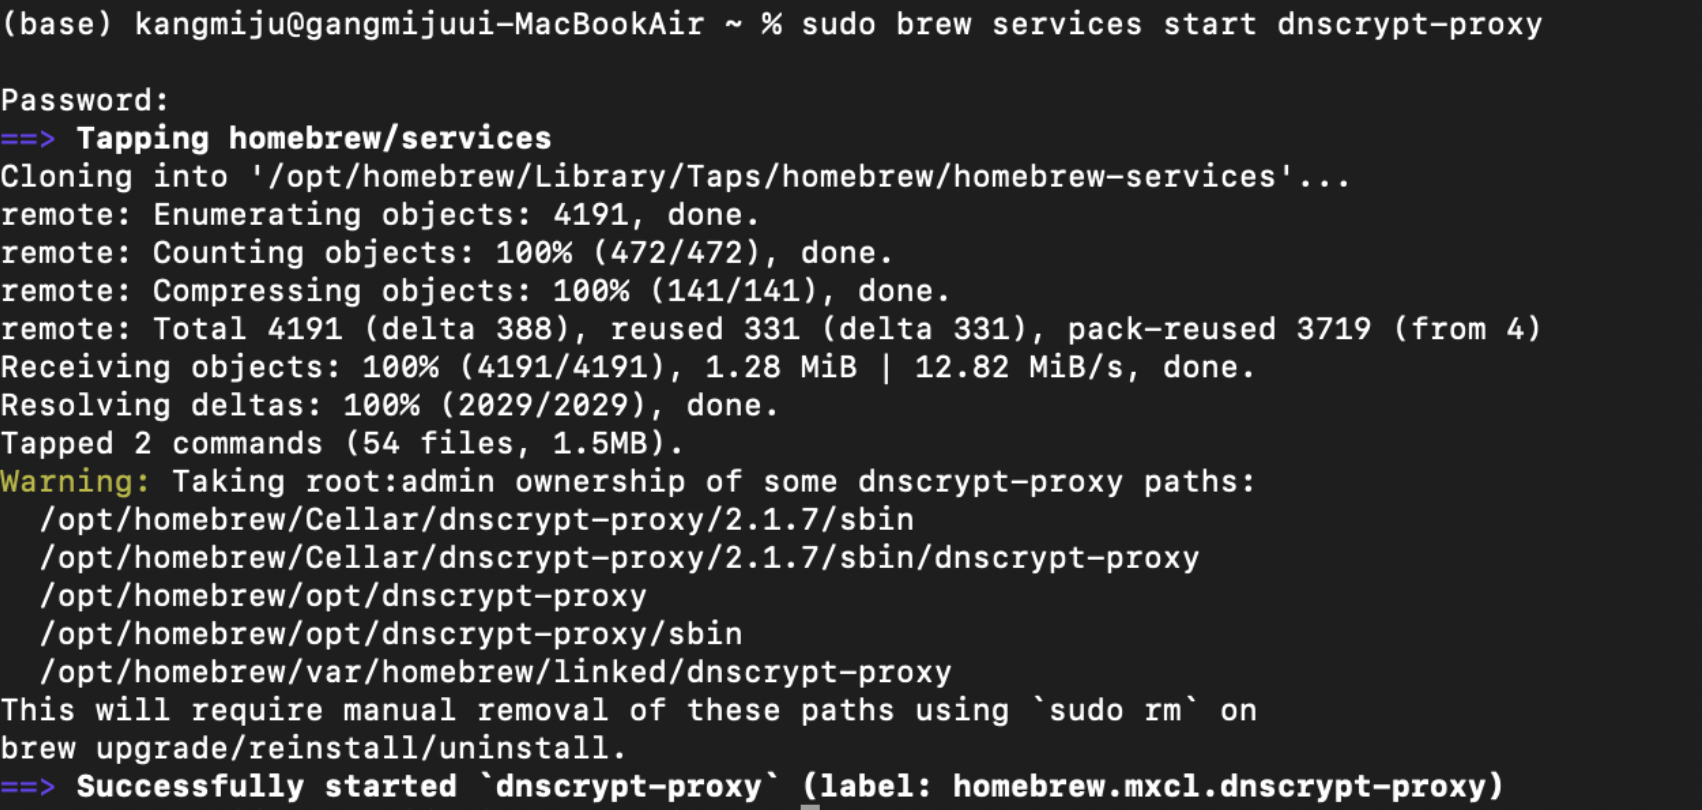 (base) kangmiju@gangmijuui-MacBookAir ~ % sudo brew services start dnscrypt-proxy
Password:
==> Tapping homebrew/services
Cloning into '/opt/homebrew/Library/Taps/homebrew/homebrew-services'...
remote: Enumerating objects: 4191, done.
remote: Counting objects: 100% (472/472), done.
remote: Compressing objects: 100% (141/141), done.
remote: Total 4191 (delta 388), reused 331 (delta 331), pack-reused 3719 (from 4)
Receiving objects: 100% (4191/4191), 1.28 MiB | 12.82 MiB/s, done.
Resolving deltas: 100% (2029/2029), done.
Tapped 2 commands (54 files, 1.5MB).
Warning: Taking root:admin ownership of some dnscrypt-proxy paths:
  /opt/homebrew/Cellar/dnscrypt-proxy/2.1.7/sbin
  /opt/homebrew/Cellar/dnscrypt-proxy/2.1.7/sbin/dnscrypt-proxy
  /opt/homebrew/opt/dnscrypt-proxy
  /opt/homebrew/opt/dnscrypt-proxy/sbin
  /opt/homebrew/var/homebrew/linked/dnscrypt-proxy
This will require manual removal of these paths using `sudo rm` on
brew upgrade/reinstall/uninstall.
==> Successfully started `dnscrypt-proxy` (label: homebrew.mxcl.dnscrypt-proxy)